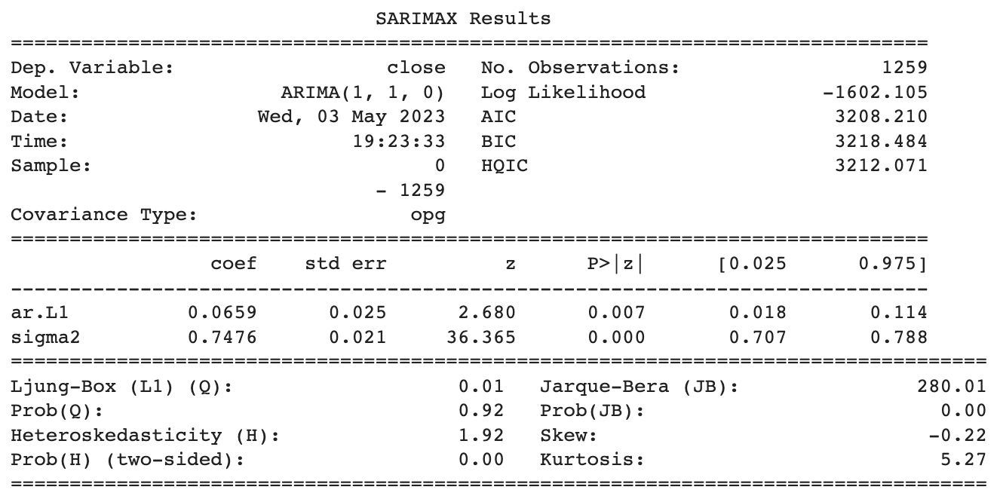 SARIMAX Results
==============================================================================
Dep. Variable:                  close   No. Observations:                 1259
Model:                 ARIMA(1, 1, 0)   Log Likelihood               -1602.105
Date:                Wed, 03 May 2023   AIC                           3208.210
Time:                        19:23:33   BIC                           3218.484
Sample:                             0   HQIC                          3212.071
                               - 1259
Covariance Type:                  opg
==============================================================================
                 coef    std err          z      P>|z|      [0.025      0.975]
------------------------------------------------------------------------------
ar.L1          0.0659      0.025      2.680      0.007       0.018       0.114
sigma2         0.7476      0.021     36.365      0.000       0.707       0.788
===================================================================================
Ljung-Box (L1) (Q):                   0.01   Jarque-Bera (JB):               280.01
Prob(Q):                              0.92   Prob(JB):                         0.00
Heteroskedasticity (H):               1.92   Skew:                            -0.22
Prob(H) (two-sided):                  0.00   Kurtosis:                         5.27
===================================================================================